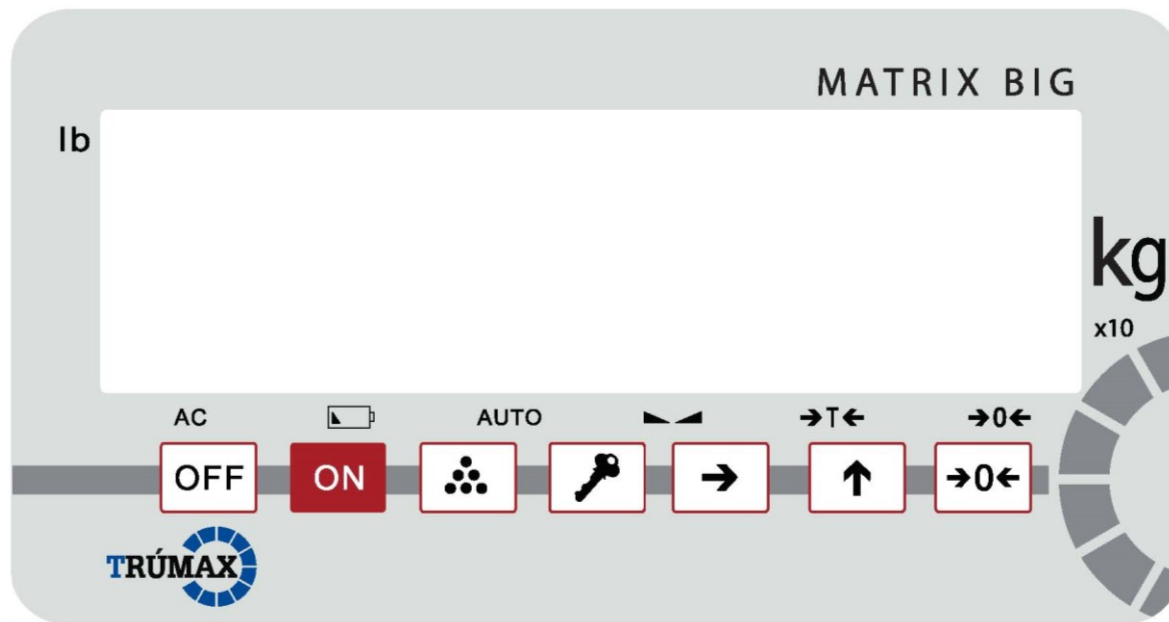 MATRIX BIG
lb
kg
x10
AC AUTO →T← →0←
OFF ON → ↑ →0←
TRÚMAX